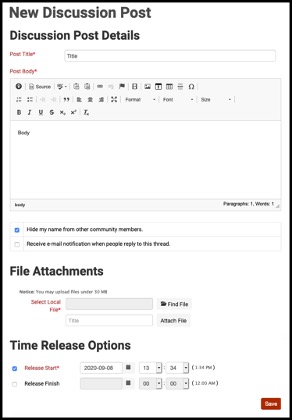 New Discussion Post
Discussion Post Details
Post Title*
Title
Post Body*
Source
Format
Font
Size
B I U S x₂ x² Tx
Body
body
Paragraphs: 1, Words: 1
Hide my name from other community members.
Receive e-mail notification when people reply to this thread.
File Attachments
Notice: You may upload files under 50 MB
Select Local File*
Find File
Title
Attach File
Time Release Options
Release Start* 2020-09-08 13 : 34 (1:34 PM)
Release Finish 00 : 00 (12:00 AM)
Save